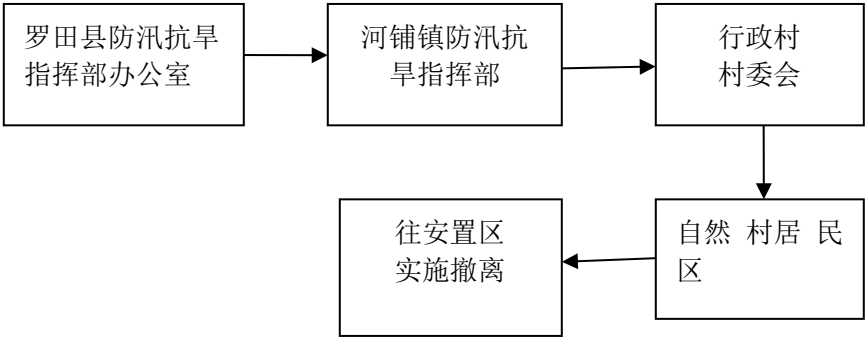 罗田县防汛抗旱
指挥部办公室
河铺镇防汛抗
旱指挥部
行政村
村委会
自然 村居 民
区
往安置区
实施撤离